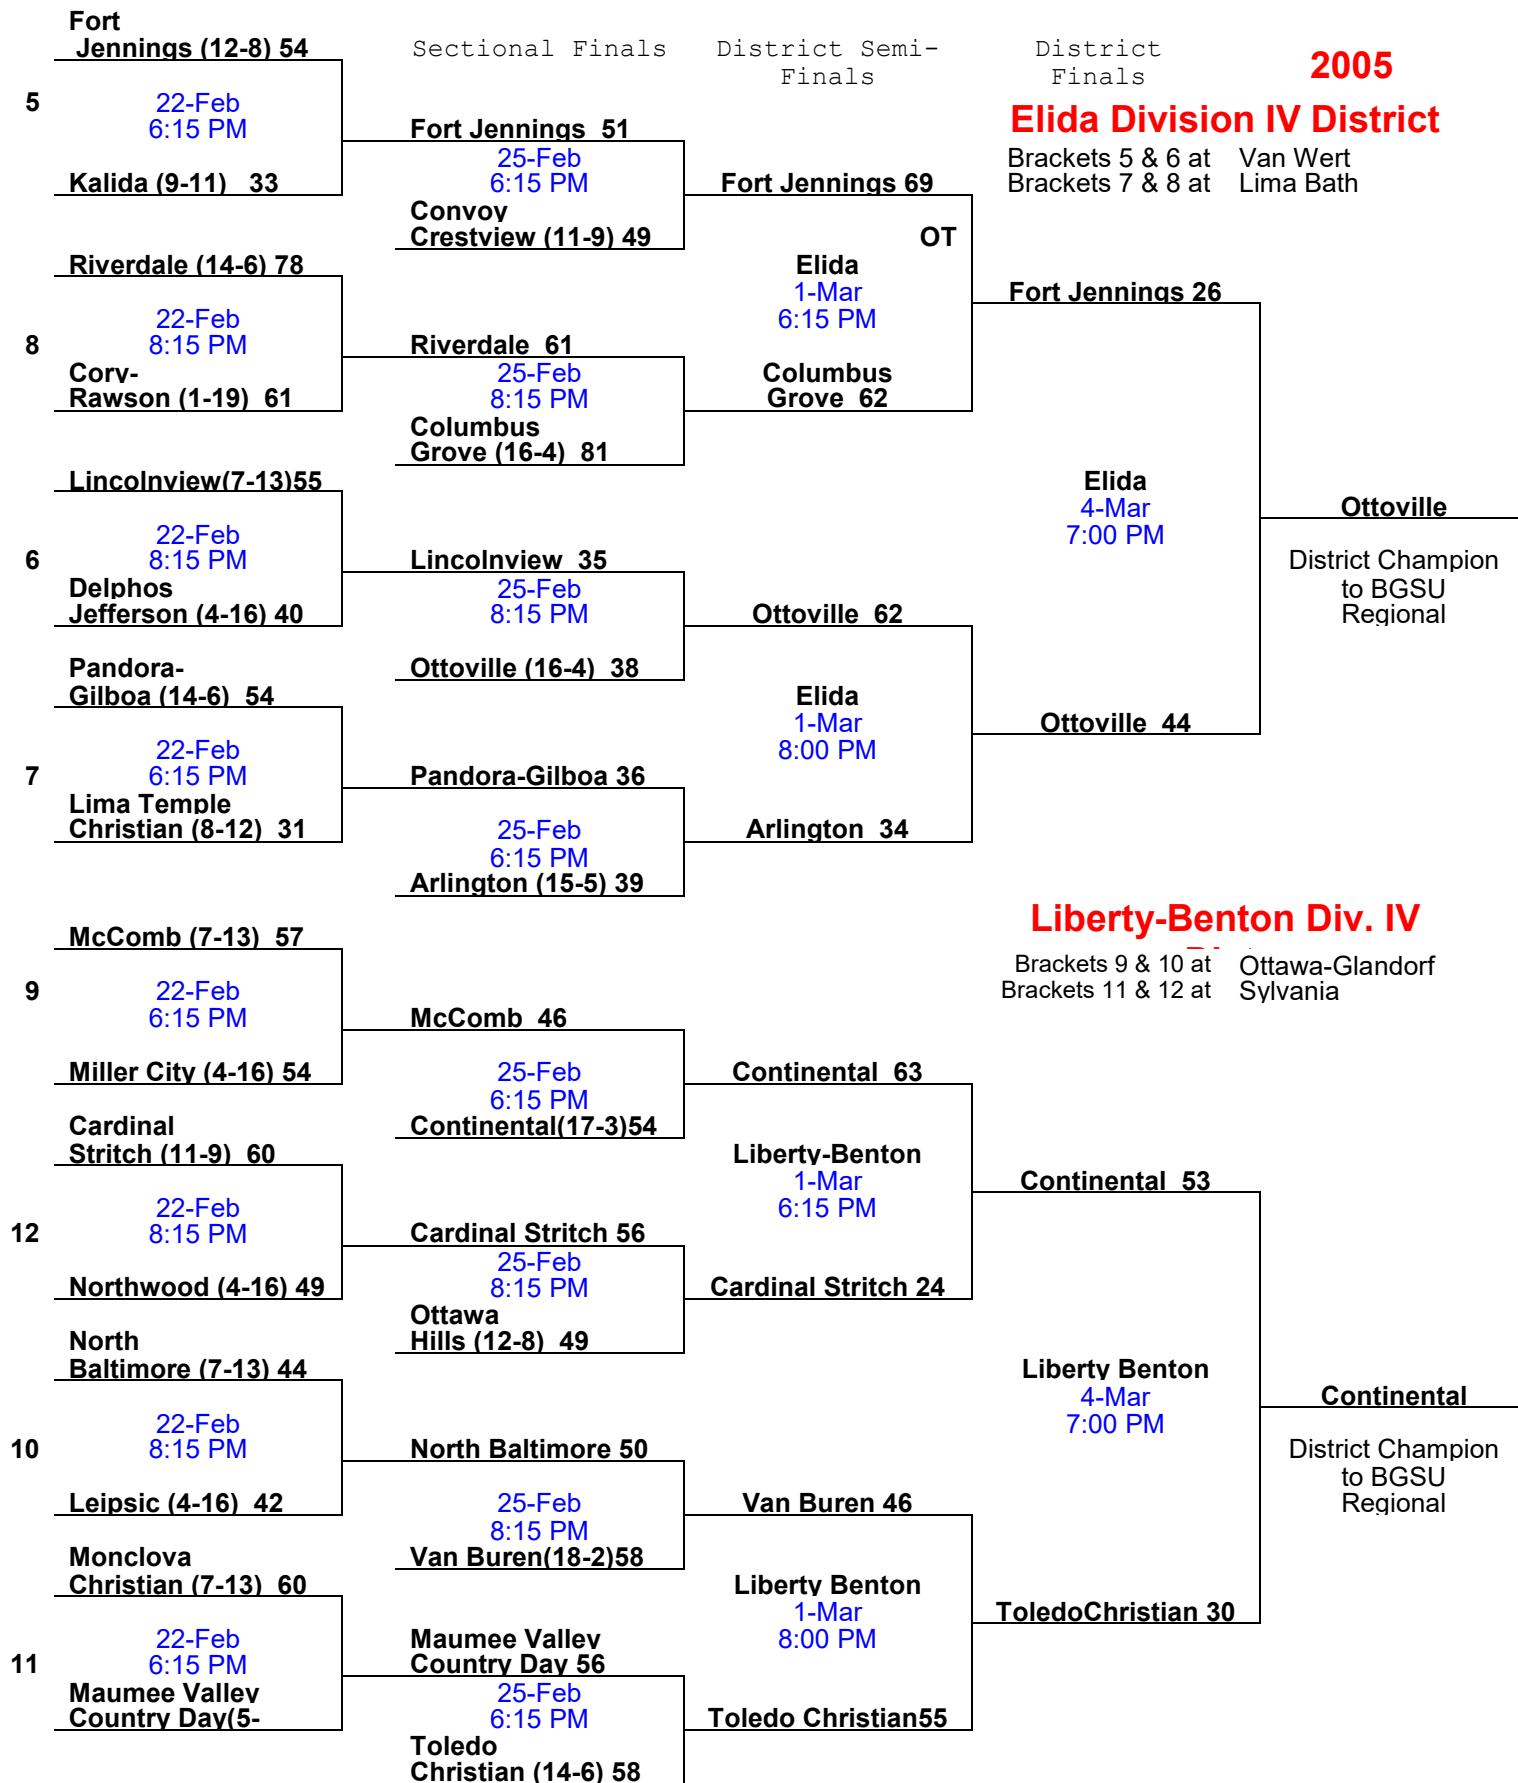 Fort
Jennings (12-8) 54
Sectional Finals
District Semi-
Finals
District
Finals
2005
5
22-Feb
6:15 PM
Fort Jennings 51
Elida Division IV District
25-Feb
6:15 PM
Brackets 5 & 6 at Van Wert
Brackets 7 & 8 at Lima Bath
Kalida (9-11) 33
Fort Jennings 69
Convoy
Crestview (11-9) 49
OT
Riverdale (14-6) 78
Elida
1-Mar
6:15 PM
Fort Jennings 26
8
22-Feb
8:15 PM
Riverdale 61
Cory-
Rawson (1-19) 61
25-Feb
8:15 PM
Columbus
Grove 62
Columbus
Grove (16-4) 81
Lincolnview(7-13)55
Elida
4-Mar
7:00 PM
Ottoville
6
22-Feb
8:15 PM
Lincolnview 35
District Champion
to BGSU
Regional
Delphos
Jefferson (4-16) 40
25-Feb
8:15 PM
Ottoville 62
Pandora-
Gilboa (14-6) 54
Ottoville (16-4) 38
Elida
1-Mar
8:00 PM
Ottoville 44
7
22-Feb
6:15 PM
Pandora-Gilboa 36
Lima Temple
Christian (8-12) 31
25-Feb
6:15 PM
Arlington 34
Arlington (15-5) 39
Liberty-Benton Div. IV
McComb (7-13) 57
Brackets 9 & 10 at Ottawa-Glandorf
Brackets 11 & 12 at Sylvania
9
22-Feb
6:15 PM
McComb 46
Miller City (4-16) 54
25-Feb
6:15 PM
Continental 63
Cardinal
Stritch (11-9) 60
Continental(17-3)54
Liberty-Benton
1-Mar
6:15 PM
Continental 53
12
22-Feb
8:15 PM
Cardinal Stritch 56
25-Feb
8:15 PM
Northwood (4-16) 49
Cardinal Stritch 24
Ottawa
Hills (12-8) 49
North
Baltimore (7-13) 44
Liberty Benton
4-Mar
7:00 PM
Continental
10
22-Feb
8:15 PM
North Baltimore 50
District Champion
to BGSU
Regional
Leipsic (4-16) 42
25-Feb
8:15 PM
Van Buren 46
Monclova
Christian (7-13) 60
Van Buren(18-2)58
Liberty Benton
1-Mar
8:00 PM
ToledoChristian 30
11
22-Feb
6:15 PM
Maumee Valley
Country Day 56
Maumee Valley
Country Day(5-
25-Feb
6:15 PM
Toledo Christian55
Toledo
Christian (14-6) 58